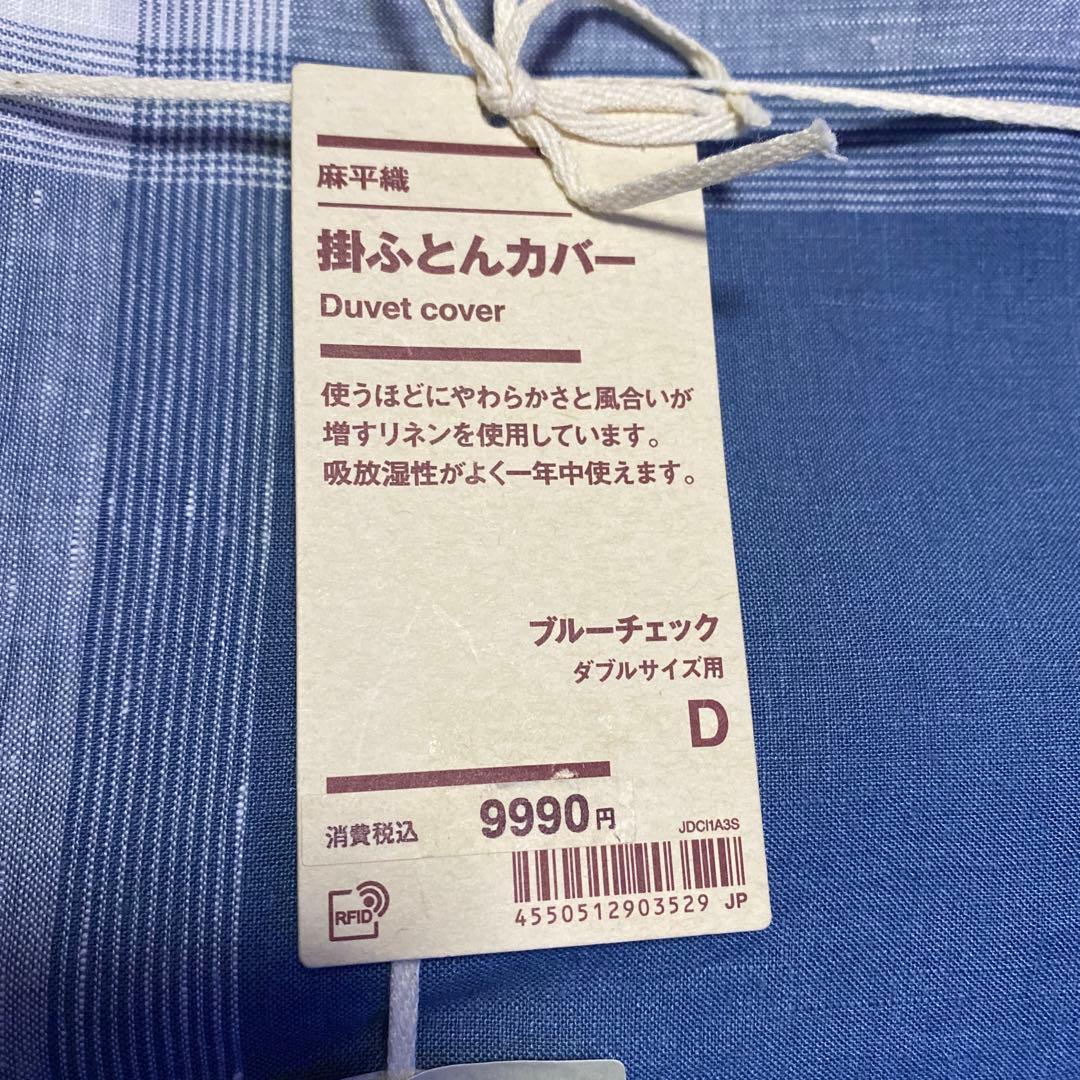 麻平織
掛ふとんカバー
Duvet cover
使うほどにやわらかさと風合いが
増すリネンを使用しています。
吸放湿性がよく一年中使えます。
ブルーチェック
ダブルサイズ用
D
消費税込 9990円
JDCI1A3S
RFID
4550512903529 JP